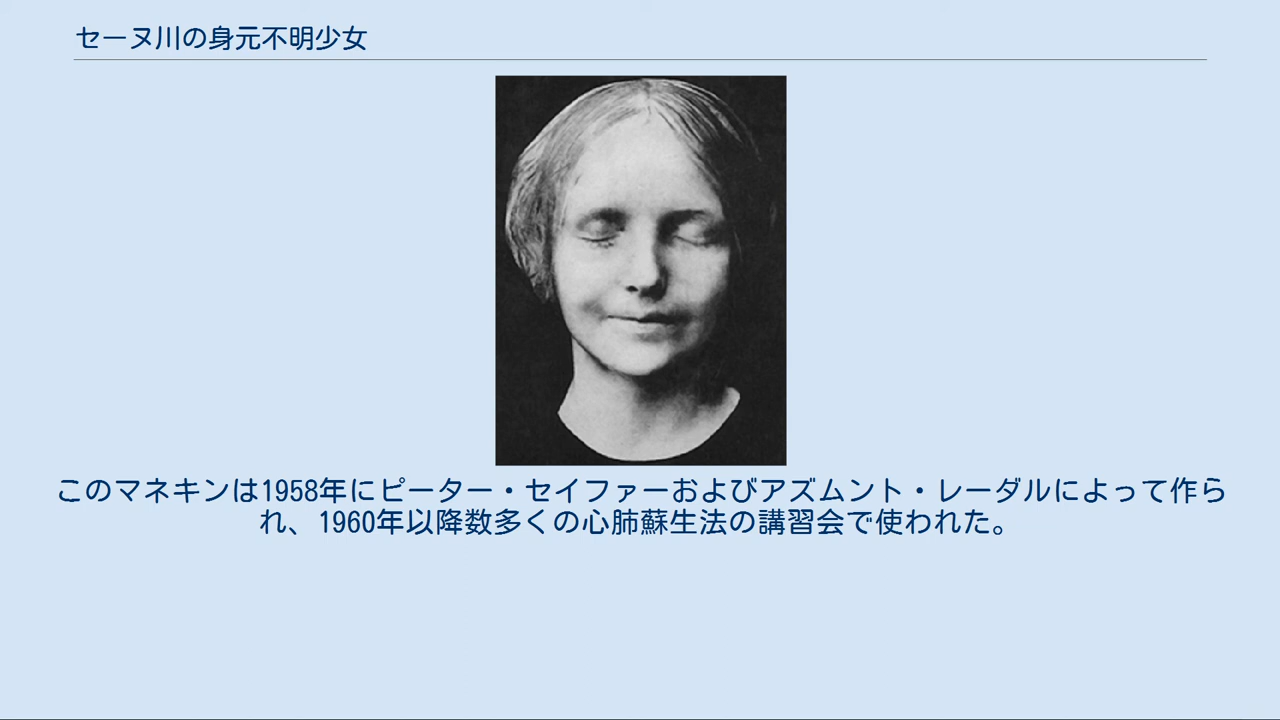 セーヌ川の身元不明少女
このマネキンは1958年にピーター・セイファーおよびアズムント・レーダルによって作ら
れ、1960年以降数多くの心肺蘇生法の講習会で使われた。